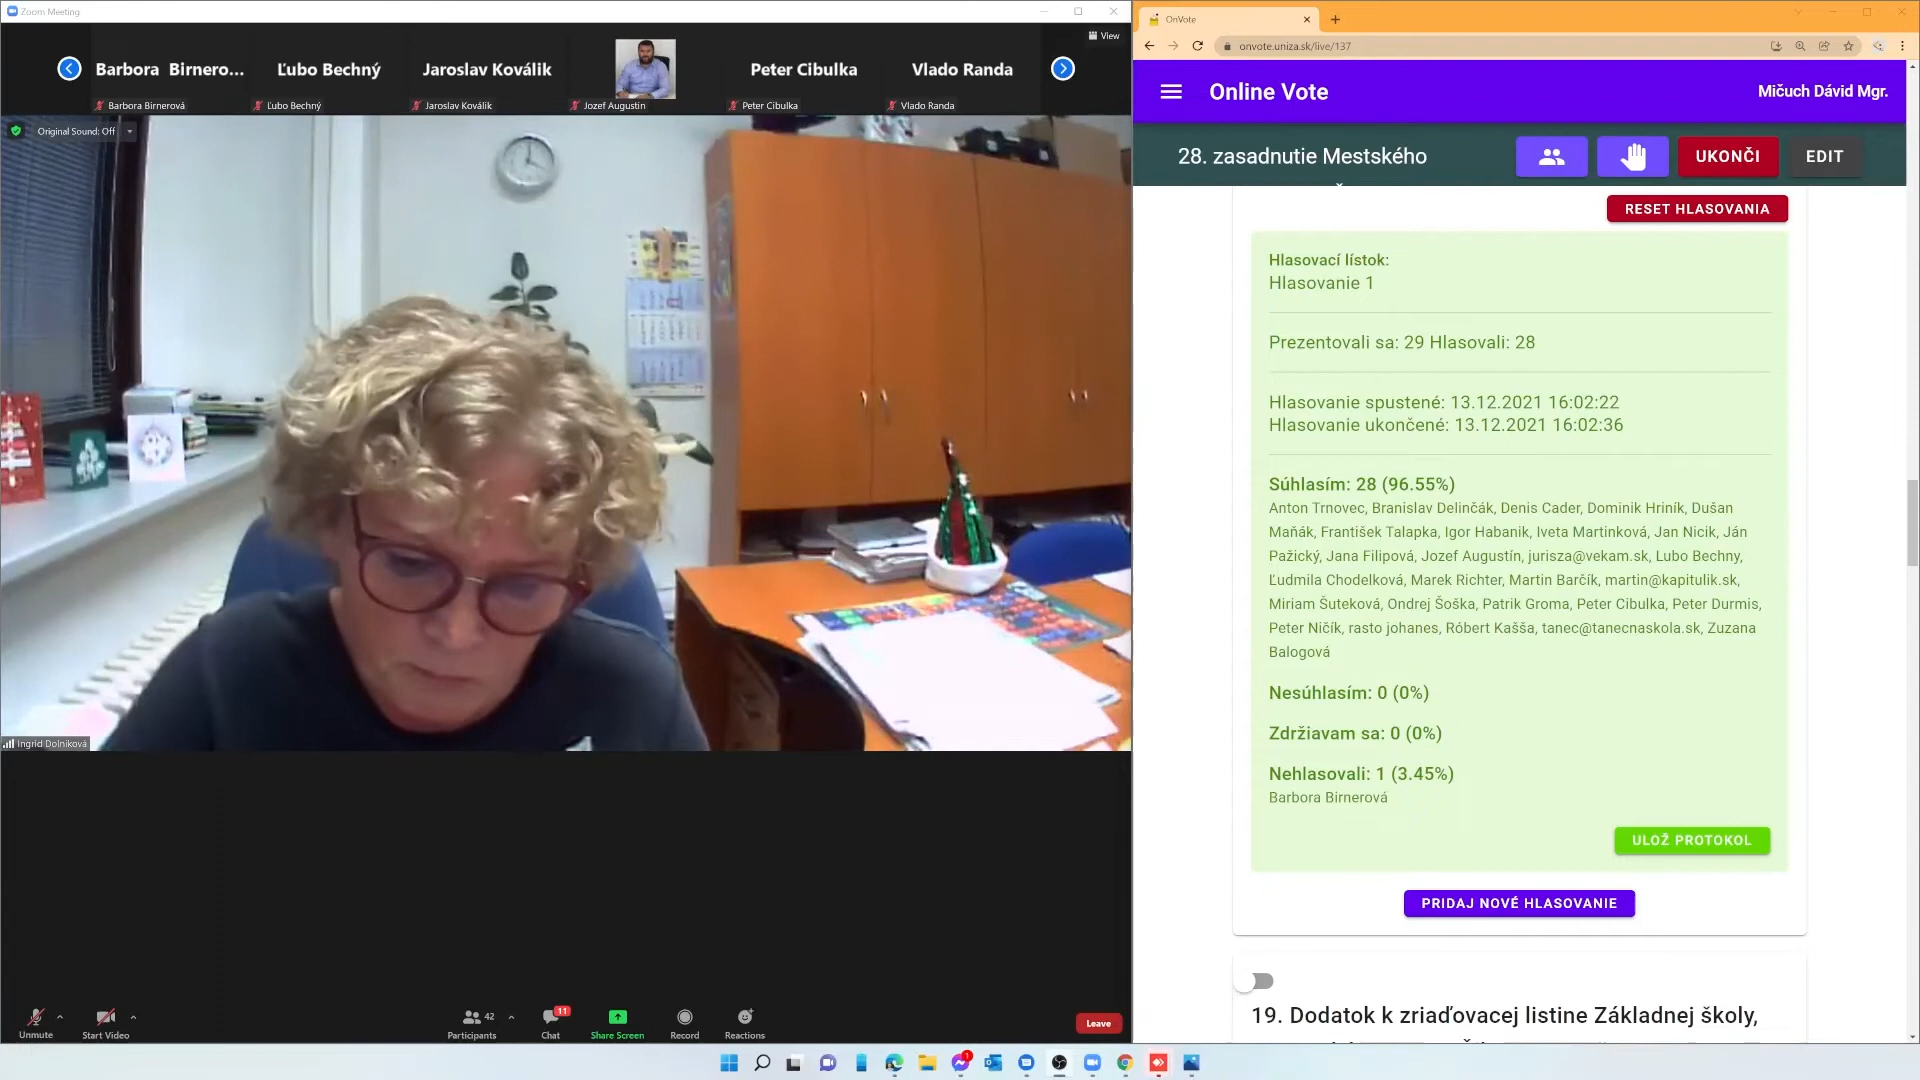 Zoom Meeting
View
Barbora Birnero...
Ľubo Bechný
Jaroslav Koválik
Peter Cibulka
Vlado Randa
Barbora Birnerová
Ľubo Bechný
Jaroslav Koválik
Jozef Augustin
Peter Cibulka
Vlado Randa
Original Sound: Off
Ingrid Dolníková
Unmute
Start Video
42
Participants
11
Chat
Share Screen
Record
Reactions
Leave
OnVote
onvote.uniza.sk/live/137
Online Vote
Mičuch Dávid Mgr.
28. zasadnutie Mestského
UKONČI
EDIT
RESET HLASOVANIA
Hlasovací lístok:
Hlasovanie 1
Prezentovali sa: 29 Hlasovali: 28
Hlasovanie spustené: 13.12.2021 16:02:22
Hlasovanie ukončené: 13.12.2021 16:02:36
Súhlasím: 28 (96.55%)
Anton Trnovec, Branislav Delinčák, Denis Cader, Dominik Hriník, Dušan
Maňák, František Talapka, Igor Habanik, Iveta Martinková, Jan Nicik, Ján
Pažický, Jana Filipová, Jozef Augustín, jurisza@vekam.sk, Lubo Bechny,
Ľudmila Chodelková, Marek Richter, Martin Barčík, martin@kapitulik.sk,
Miriam Šuteková, Ondrej Šoška, Patrik Groma, Peter Cibulka, Peter Durmis,
Peter Ničík, rasto johanes, Róbert Kašša, tanec@tanecnaskola.sk, Zuzana
Balogová
Nesúhlasím: 0 (0%)
Zdržiavam sa: 0 (0%)
Nehlasovali: 1 (3.45%)
Barbora Birnerová
ULOŽ PROTOKOL
PRIDAJ NOVÉ HLASOVANIE
19. Dodatok k zriaďovacej listine Základnej školy,
1